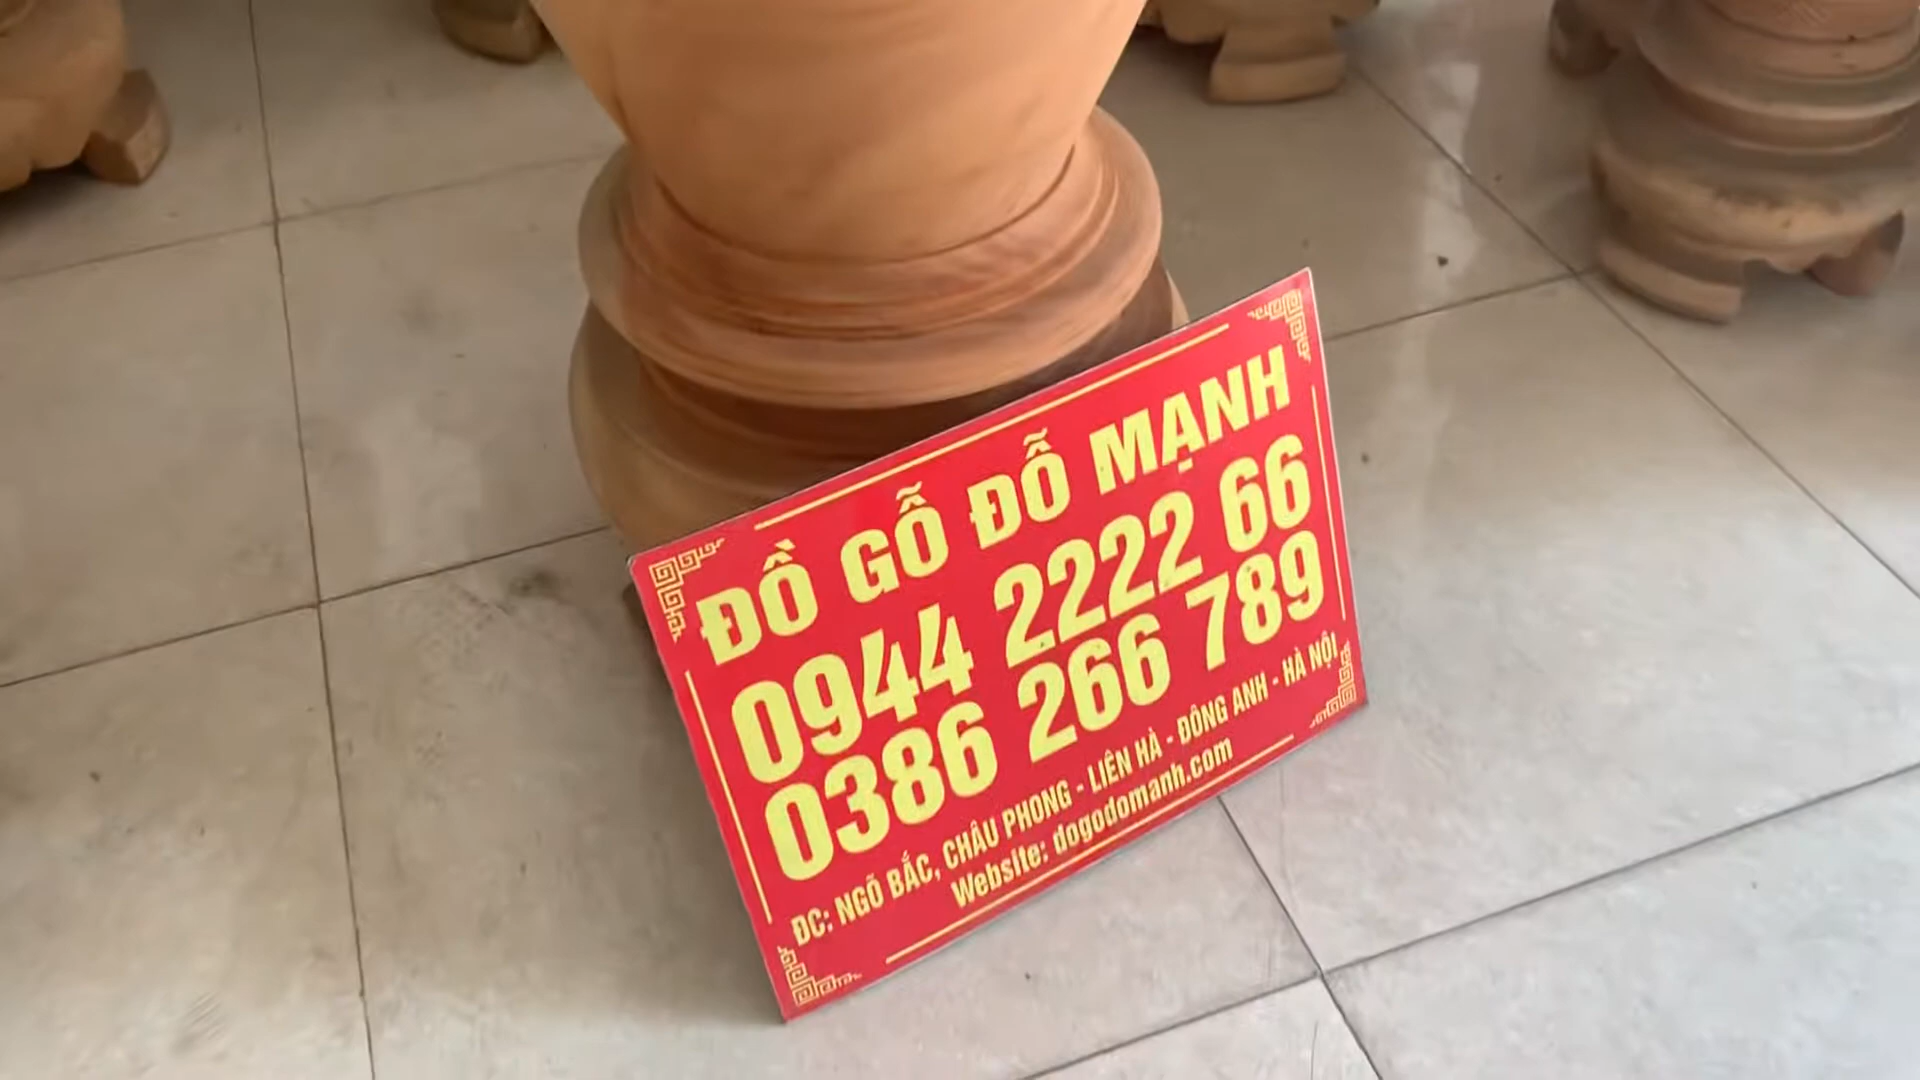 ĐỒ GỖ ĐỖ MẠNH
0944 2222 66
0386 266 789
ĐC: NGÕ BẮC, CHÂU PHONG - LIÊN HÀ - ĐÔNG ANH - HÀ NỘI
Website: dogodomanh.com